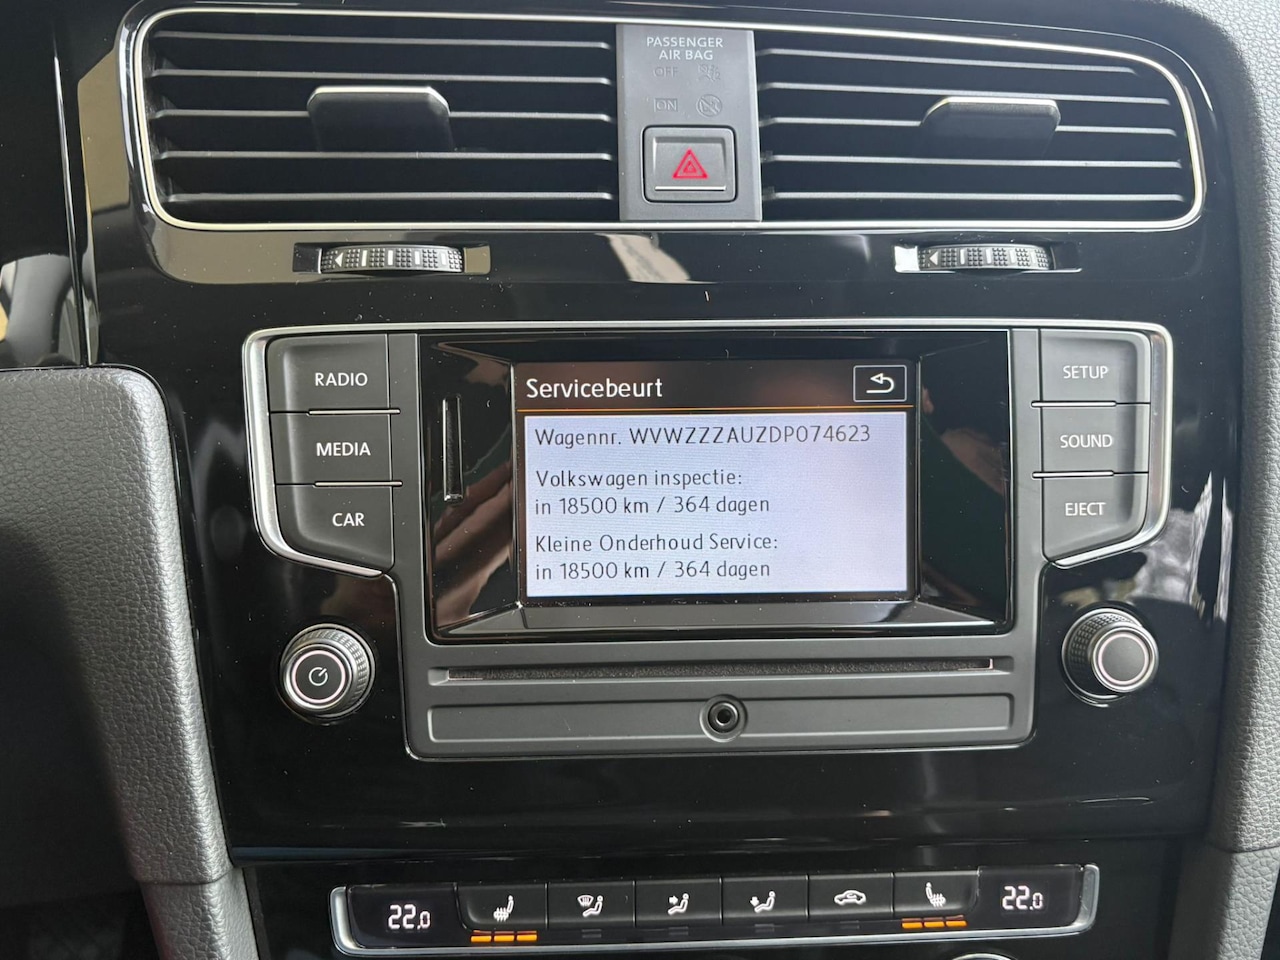 PASSENGER
AIR BAG
OFF
ON
RADIO
MEDIA
CAR
Servicebeurt
Wagennr. WVWZZZAUZDP074623
Volkswagen inspectie:
in 18500 km / 364 dagen
Kleine Onderhoud Service:
in 18500 km / 364 dagen
SETUP
SOUND
EJECT
22,0
22.0